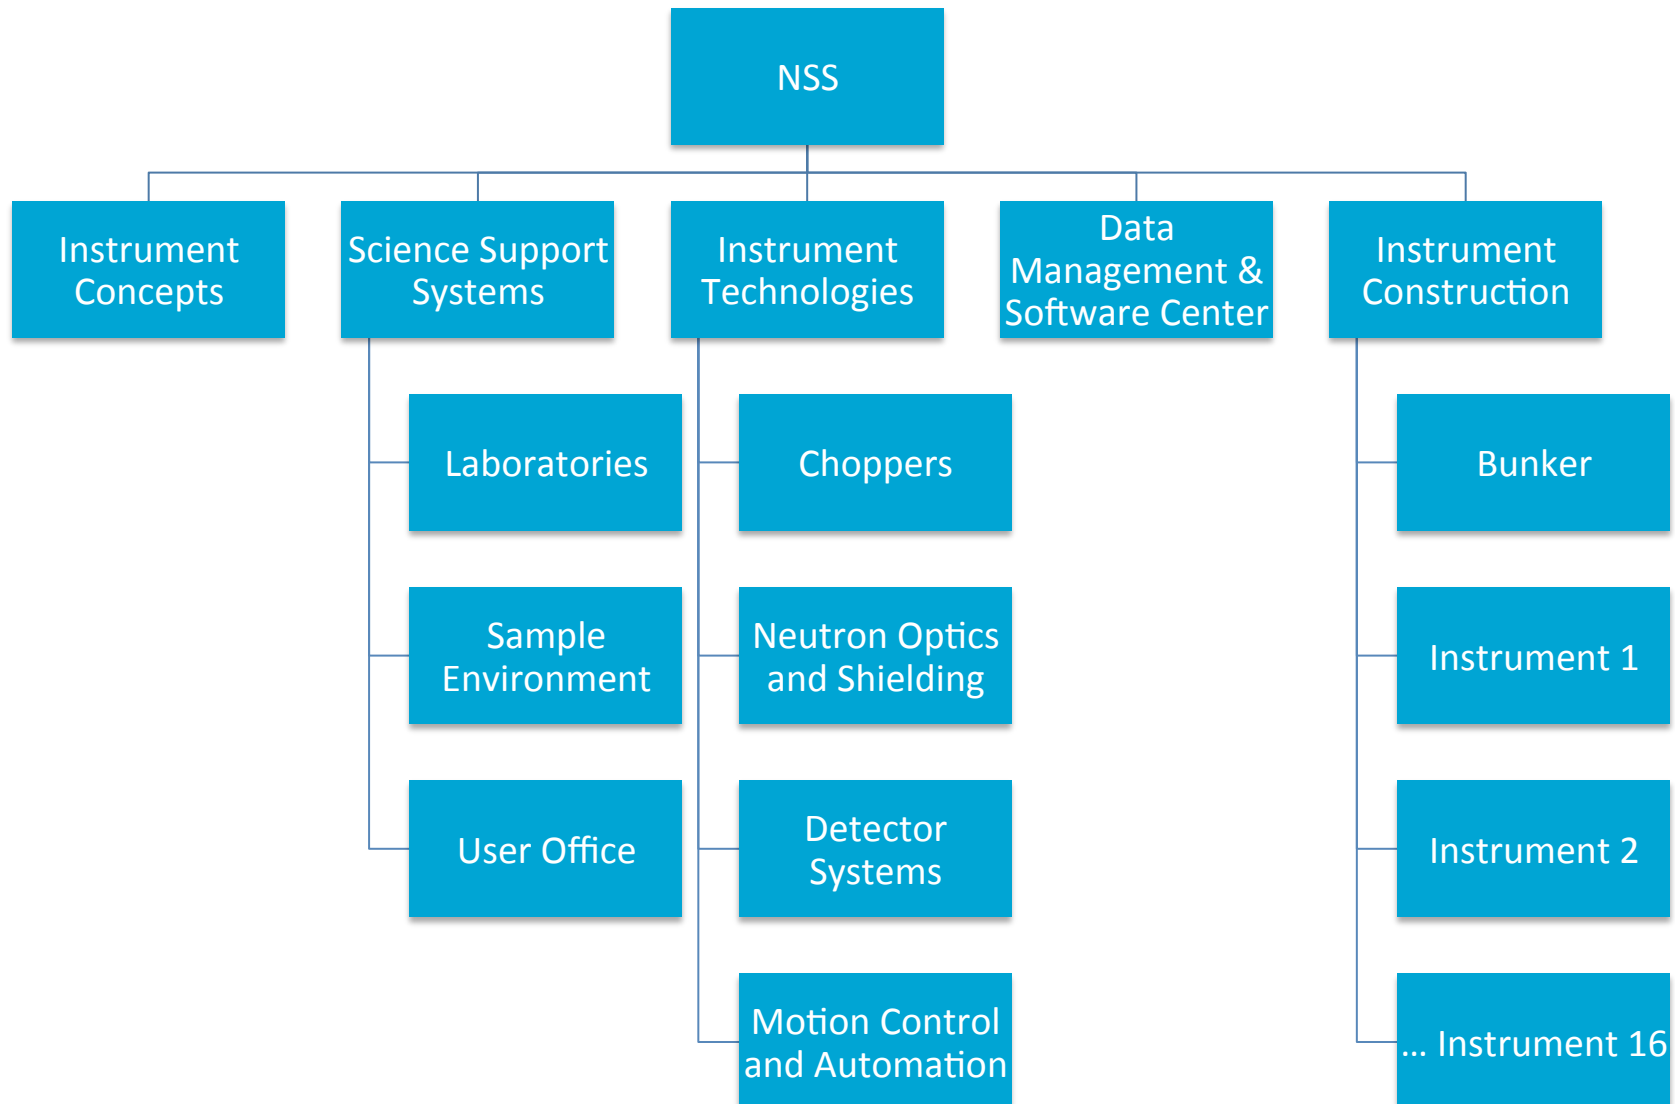 NSS
Instrument
Concepts
Science Support
Systems
Instrument
Technologies
Data
Management &
Software Center
Instrument
Construction
Laboratories
Choppers
Bunker
Sample
Environment
Neutron Optics
and Shielding
Instrument 1
User Office
Detector
Systems
Instrument 2
Motion Control
and Automation
... Instrument 16